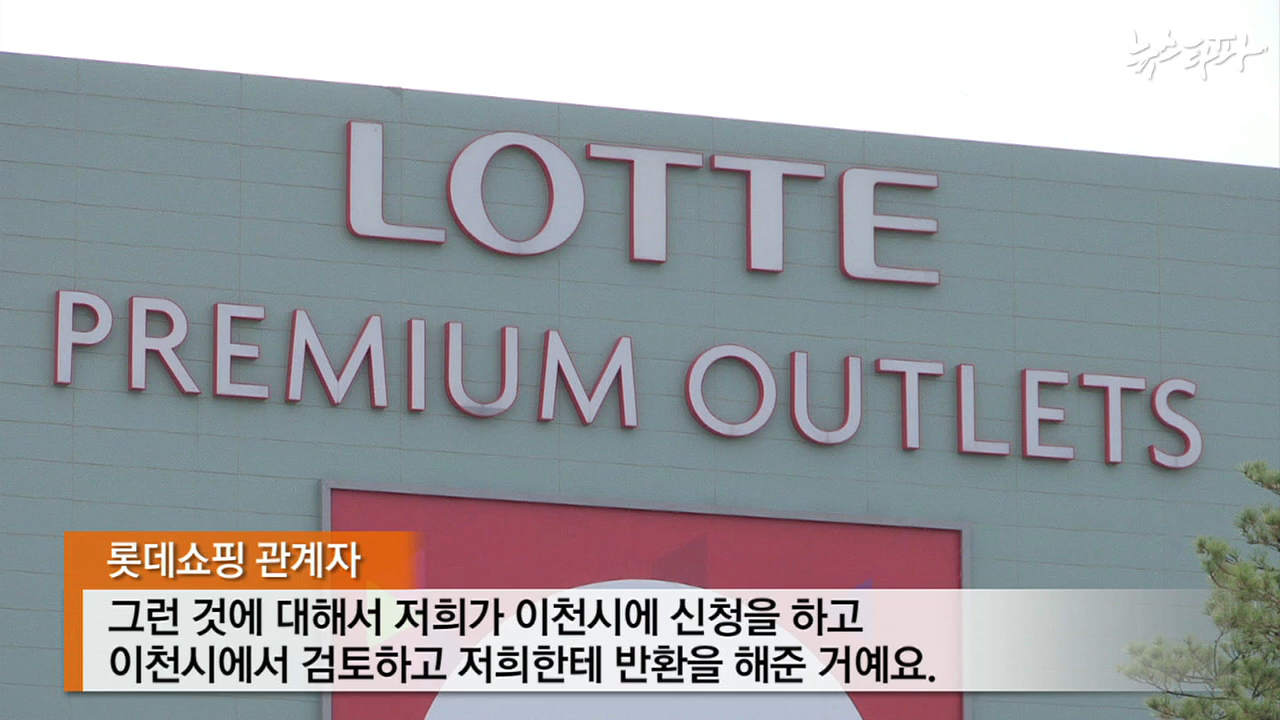 뉴스타파
LOTTE
PREMIUM OUTLETS
롯데쇼핑 관계자
그런 것에 대해서 저희가 이천시에 신청을 하고
이천시에서 검토하고 저희한테 반환을 해준 거예요.